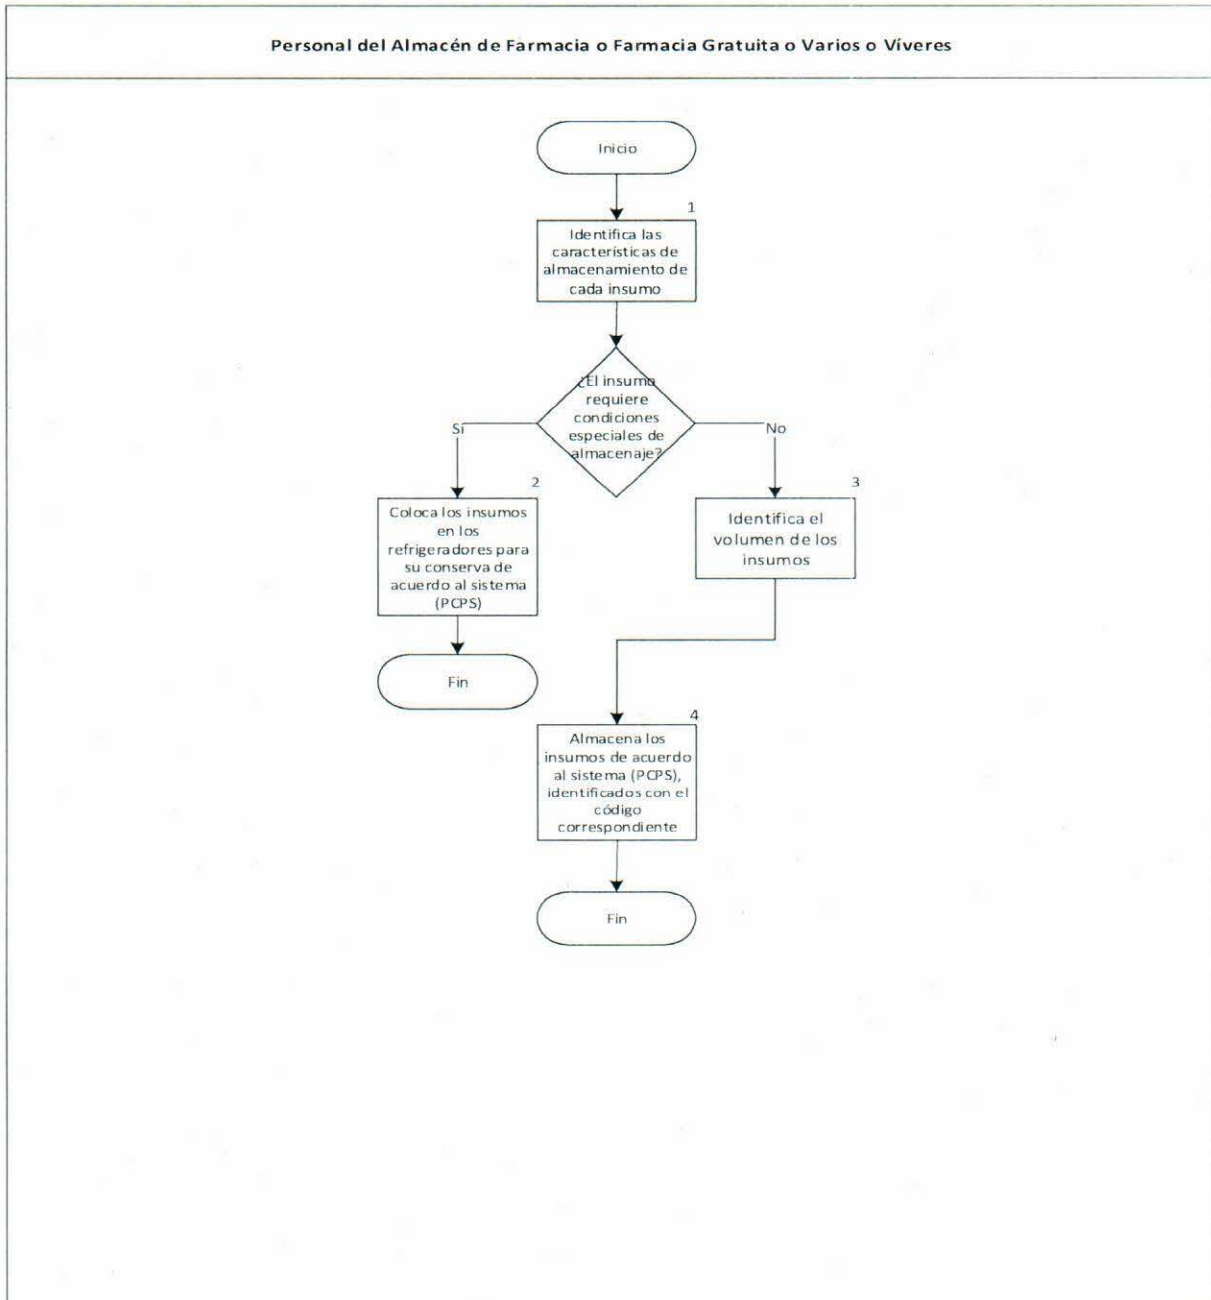 Personal del Almacén de Farmacia o Farmacia Gratuita o Varios o Víveres
Inicio
1
Identifica las
características de
almacenamiento de
cada insumo
¿El insumo
requiere
condiciones
especiales de
almacenaje?
Sí
No
2
Coloca los insumos
en los
refrigeradores para
su conserva de
acuerdo al sistema
(PCPS)
3
Identifica el
volumen de los
insumos
Fin
4
Almacena los
insumos de acuerdo
al sistema (PCPS),
identificados con el
código
correspondiente
Fin